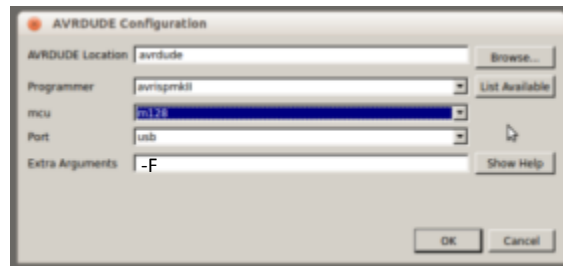 AVRDUDE Configuration
AVRDUDE Location avrdude Browse...
Programmer avrispmkII List Available
mcu m128
Port usb
Extra Arguments -F Show Help
OK Cancel